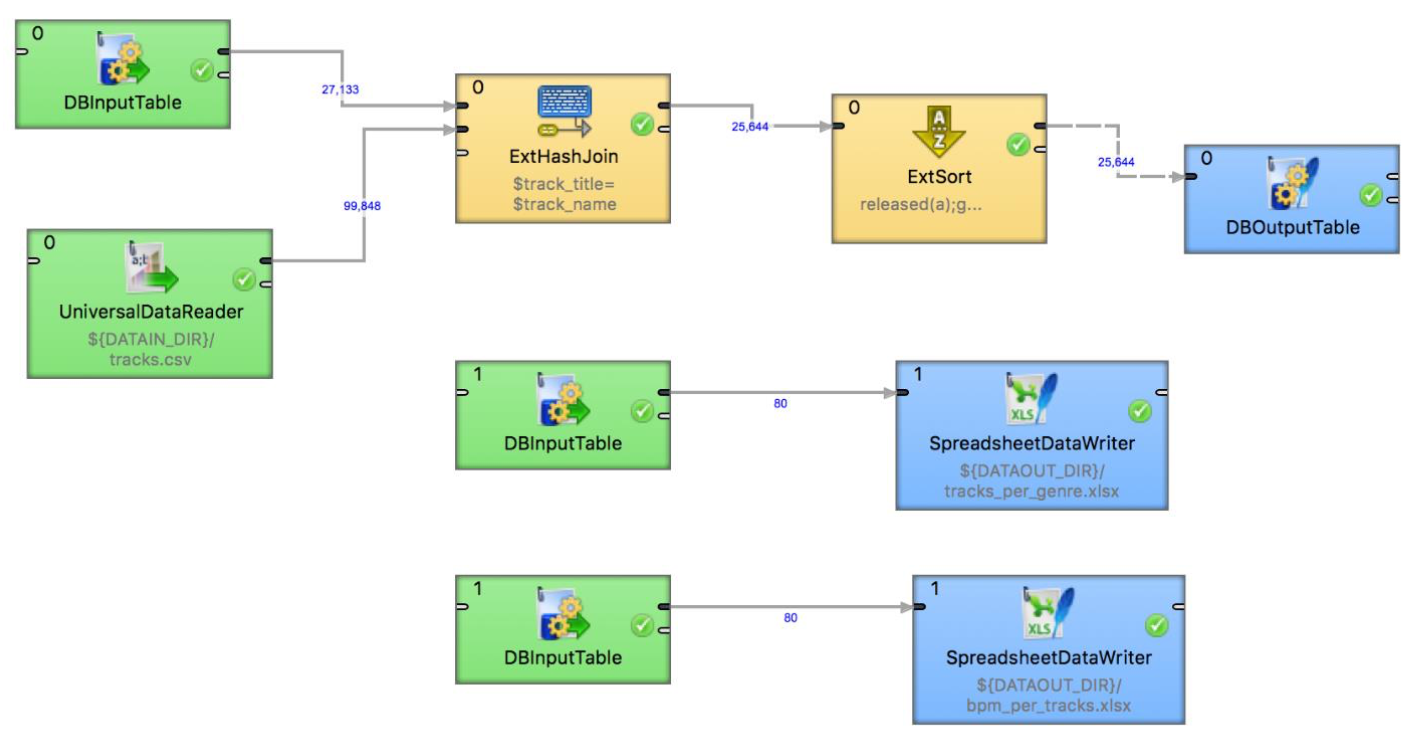 0
DBInputTable
27,133
0
UniversalDataReader
${DATAIN_DIR}/
tracks.csv
99,848
0
ExtHashJoin
$track_title=
$track_name
25,644
0
A
Z
ExtSort
released(a);g...
25,644
0
DBOutputTable
1
DBInputTable
80
1
XLS
SpreadsheetDataWriter
${DATAOUT_DIR}/
tracks_per_genre.xlsx
1
DBInputTable
80
1
XLS
SpreadsheetDataWriter
${DATAOUT_DIR}/
bpm_per_tracks.xlsx